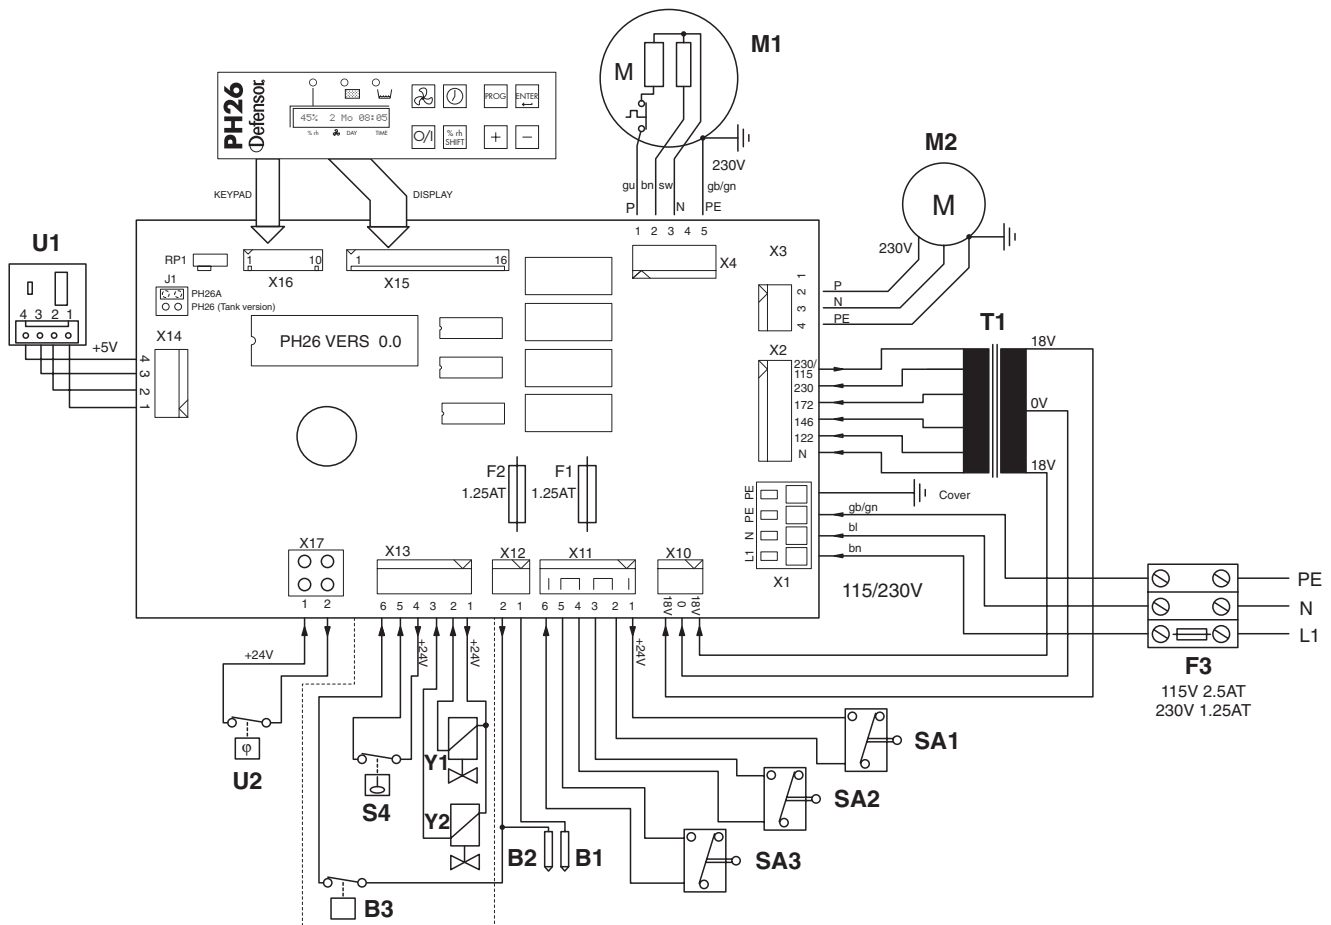 M1
PH26
Defensor
45% 2 Mo 08:05
% rh DAY TIME
PROG
ENTER
O/I
% rh
SHIFT
+
−
M
230V
KEYPAD
DISPLAY
gu bn sw gb/gn
P N PE
1 2 3 4 5
X4
M2
M
230V
U1
4 3 2 1
+5V
RP1
J1
PH26A
PH26 (Tank version)
1 10
X16
1 16
X15
X3
1
2
3
4
P
N
PE
X14
4
3
2
1
PH26 VERS 0.0
X2
230/
115
230
172
146
122
N
T1
18V
0V
18V
F2
1.25AT
F1
1.25AT
PE
PE
N
L1
X1
Cover
gb/gn
bl
bn
115/230V
X17
1 2
X13
6 5 4 3 2 1
X12
2 1
X11
6 5 4 3 2 1
X10
18V 0 18V
PE
N
L1
F3
115V 2.5AT
230V 1.25AT
+24V
+24V
+24V
+24V
φ
U2
S4
Y1
Y2
B3
B2
B1
SA1
SA2
SA3